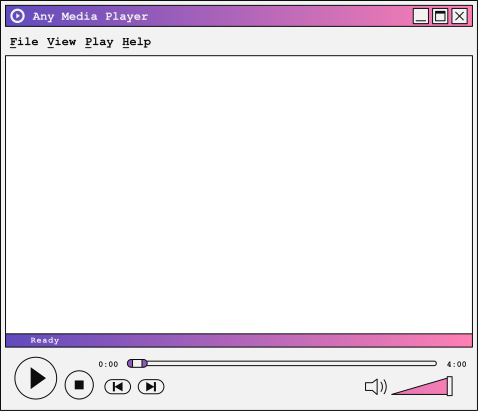 Any Media Player
File View Play Help
Ready
0:00 4:00